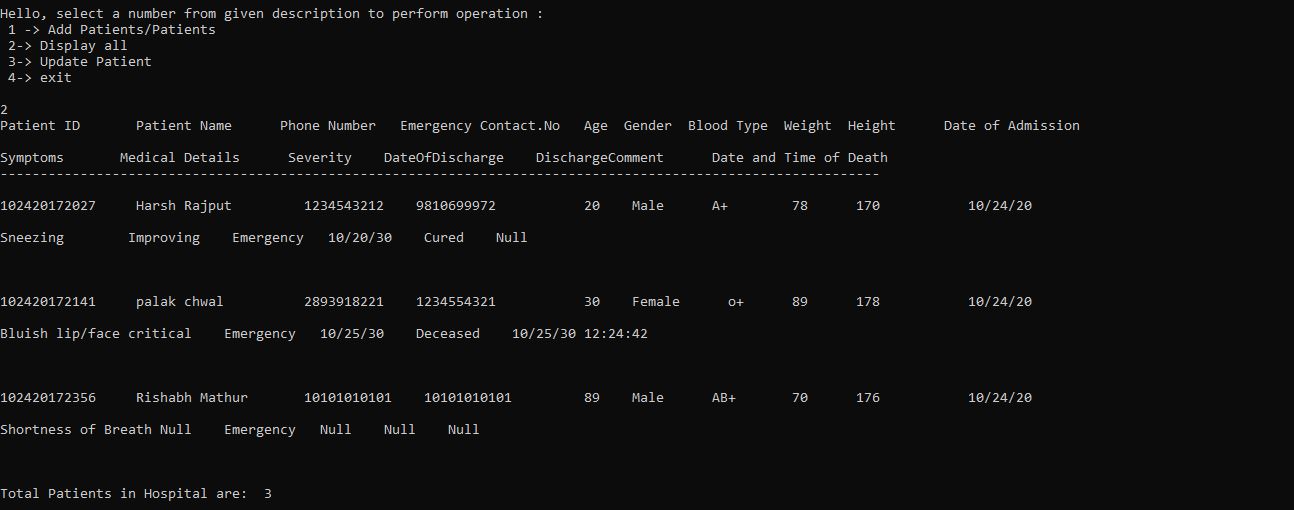 Hello, select a number from given description to perform operation :
1 -> Add Patients/Patients
2-> Display all
3-> Update Patient
4-> exit
2
Patient ID Patient Name Phone Number Emergency Contact.No Age Gender Blood Type Weight Height Date of Admission
Symptoms Medical Details Severity DateOfDischarge DischargeComment Date and Time of Death
--------------------------------------------------------------------------------------------------------------
102420172027 Harsh Rajput 1234543212 9810699972 20 Male A+ 78 170 10/24/20
Sneezing Improving Emergency 10/20/30 Cured Null
102420172141 palak chwal 2893918221 1234554321 30 Female o+ 89 178 10/24/20
Bluish lip/face critical Emergency 10/25/30 Deceased 10/25/30 12:24:42
102420172356 Rishabh Mathur 10101010101 10101010101 89 Male AB+ 70 176 10/24/20
Shortness of Breath Null Emergency Null Null Null
Total Patients in Hospital are: 3